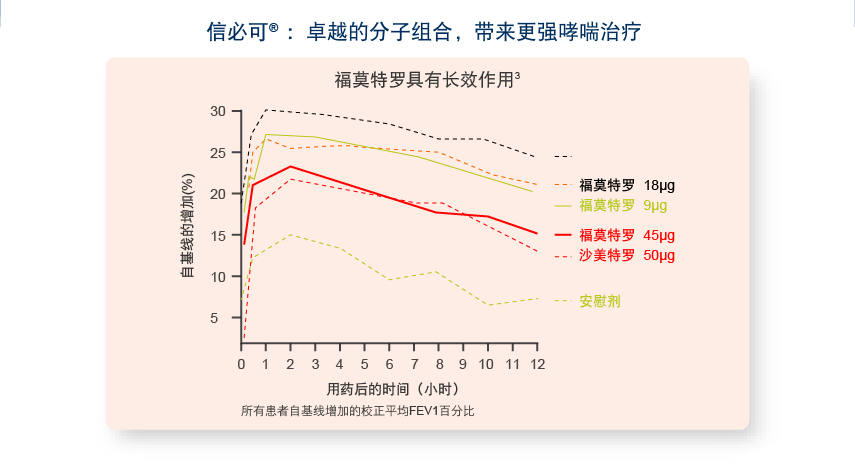 信必可®：卓越的分子组合，带来更强哮喘治疗
福莫特罗具有长效作用³
自基线的增加(%)
30
25
20
15
10
5
0 1 2 3 4 5 6 7 8 9 10 11 12
福莫特罗 18μg
福莫特罗 9μg
福莫特罗 45μg
沙美特罗 50μg
安慰剂
用药后的时间（小时）
所有患者自基线增加的校正平均FEV1百分比